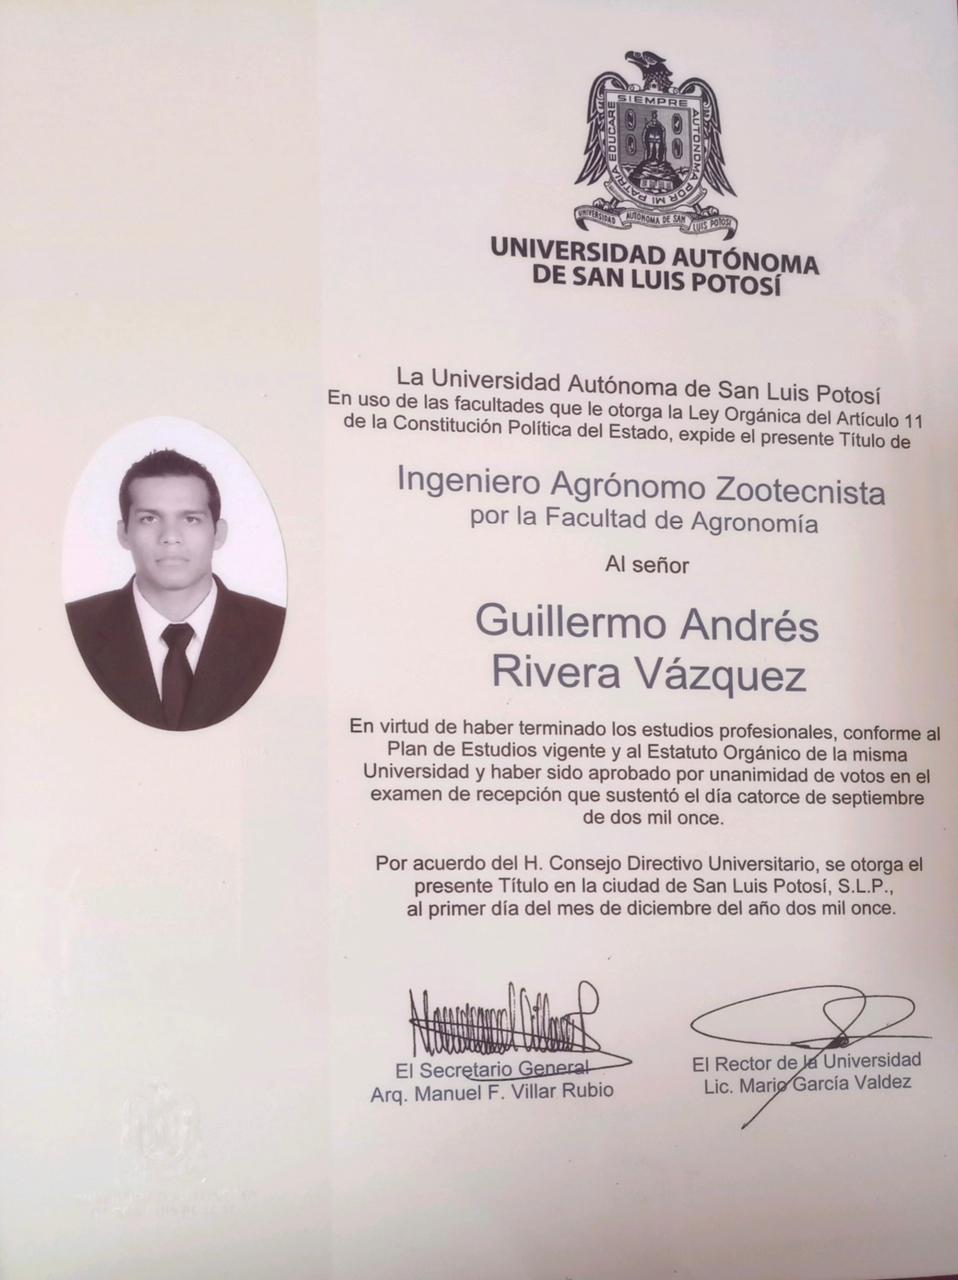 SIEMPRE AUTONOMA POR MI PATRIA EDUCARE
UNIVERSIDAD AUTONOMA DE SAN LUIS POTOSI
UNIVERSIDAD AUTÓNOMA
DE SAN LUIS POTOSÍ
La Universidad Autónoma de San Luis Potosí
En uso de las facultades que le otorga la Ley Orgánica del Artículo 11
de la Constitución Política del Estado, expide el presente Título de
Ingeniero Agrónomo Zootecnista
por la Facultad de Agronomía
Al señor
Guillermo Andrés
Rivera Vázquez
En virtud de haber terminado los estudios profesionales, conforme al
Plan de Estudios vigente y al Estatuto Orgánico de la misma
Universidad y haber sido aprobado por unanimidad de votos en el
examen de recepción que sustentó el día catorce de septiembre
de dos mil once.
Por acuerdo del H. Consejo Directivo Universitario, se otorga el
presente Título en la ciudad de San Luis Potosí, S.L.P.,
al primer día del mes de diciembre del año dos mil once.
El Secretario General
Arq. Manuel F. Villar Rubio
El Rector de la Universidad
Lic. Mario García Valdez